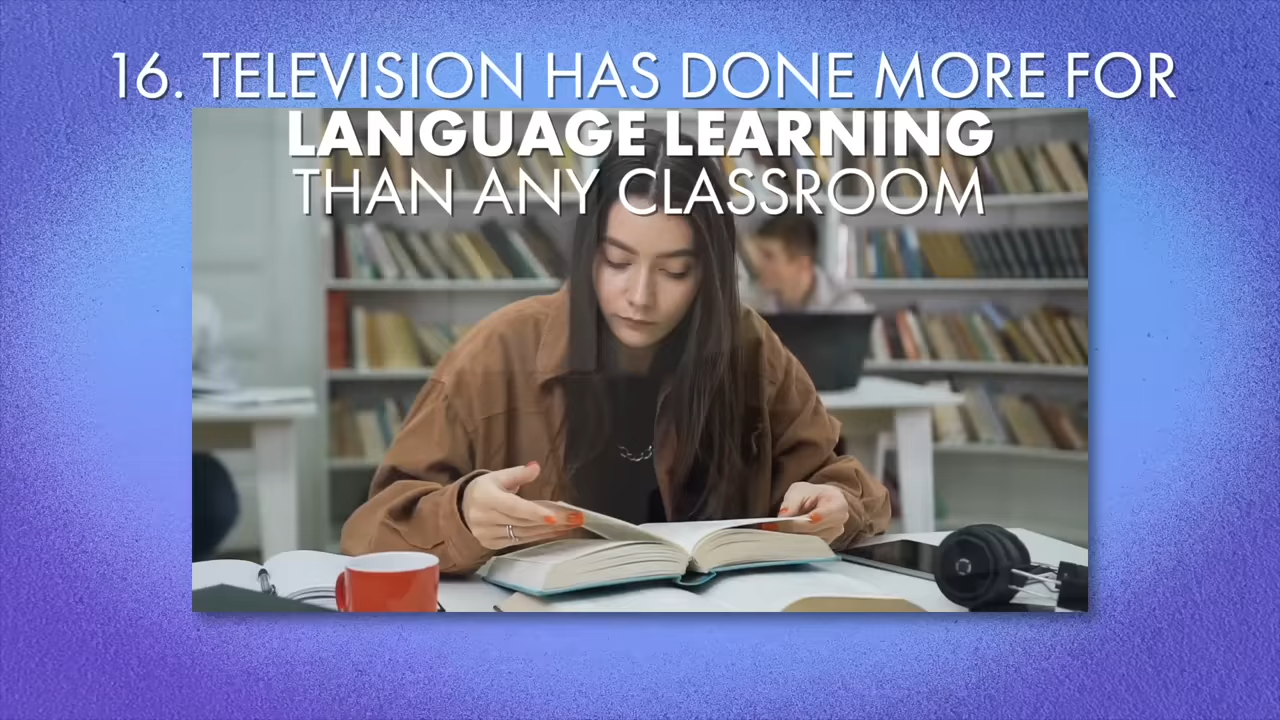 16. TELEVISION HAS DONE MORE FOR
LANGUAGE LEARNING
THAN ANY CLASSROOM